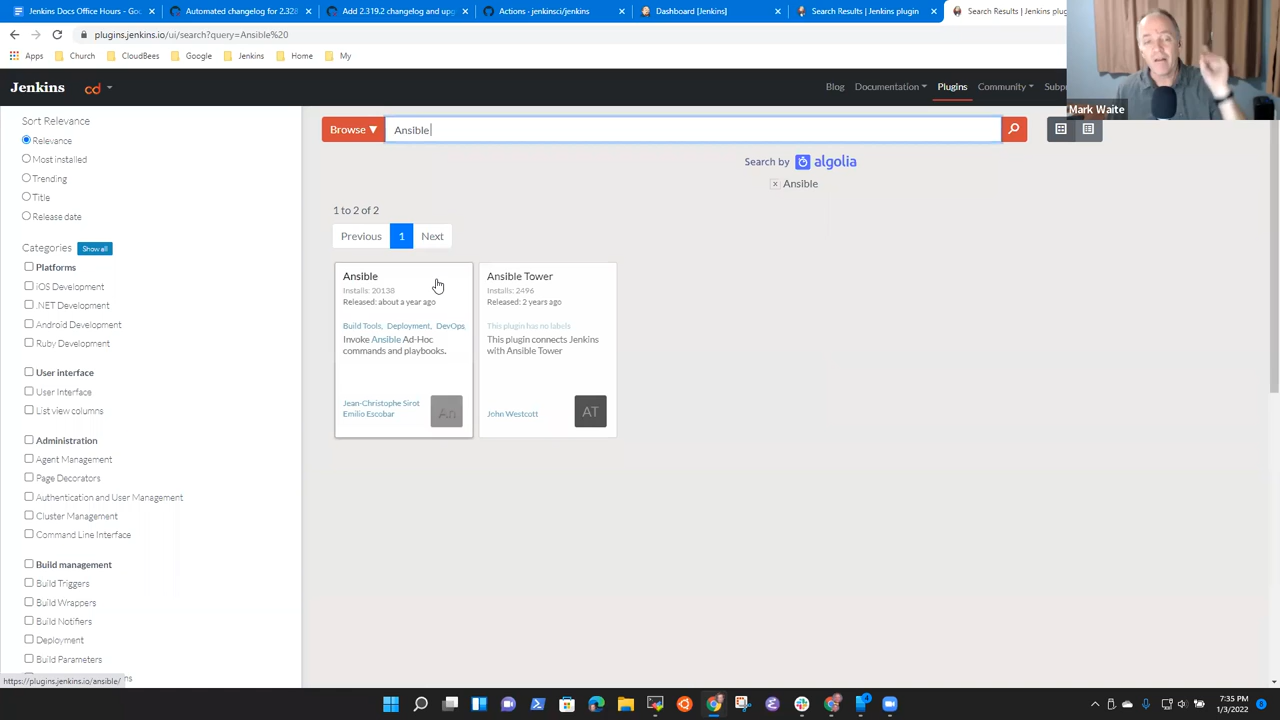 Jenkins Docs Office Hours - Goo
Automated changelog for 2.328
Add 2.319.2 changelog and upg
Actions · jenkinsci/jenkins
Dashboard [Jenkins]
Search Results | Jenkins plugin
Search Results | Jenkins plugin
plugins.jenkins.io/ui/search?query=Ansible%20
Apps
Church
CloudBees
Google
Jenkins
Home
My
Jenkins
cd
Blog
Documentation
Plugins
Community
Subp
Mark Waite
Sort Relevance
Relevance
Most installed
Trending
Title
Release date
Categories
Show all
Platforms
iOS Development
.NET Development
Android Development
Ruby Development
User interface
User Interface
List view columns
Administration
Agent Management
Page Decorators
Authentication and User Management
Cluster Management
Command Line Interface
Build management
Build Triggers
Build Wrappers
Build Notifiers
Deployment
Build Parameters
https://plugins.jenkins.io/ansible/
Browse ▼
Ansible
Search by algolia
x Ansible
1 to 2 of 2
Previous
1
Next
Ansible
Installs: 20138
Released: about a year ago
Build Tools, Deployment, DevOps,
Invoke Ansible Ad-Hoc
commands and playbooks.
Jean-Christophe Sirot
Emilio Escobar
An
Ansible Tower
Installs: 2496
Released: 2 years ago
This plugin has no labels
This plugin connects Jenkins
with Ansible Tower
John Westcott
AT
7:35 PM
1/3/2022